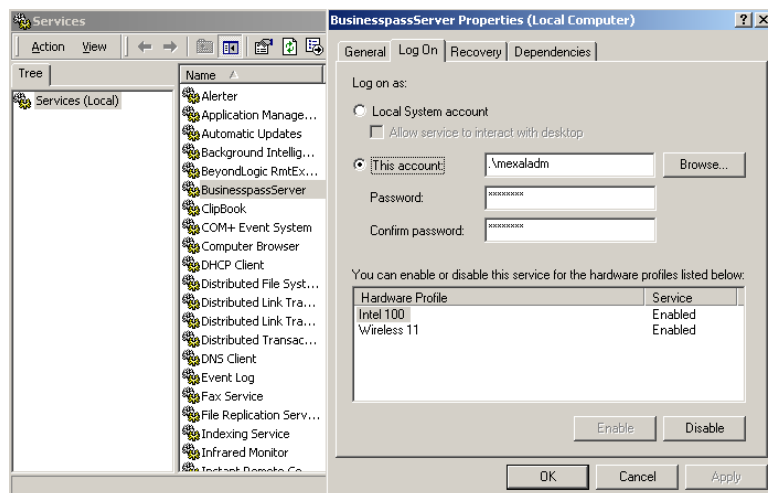 Services
Action View
Tree
Services (Local)
Name
Alerter
Application Manage...
Automatic Updates
Background Intellig...
BeyondLogic RmtEx...
BusinesspassServer
ClipBook
COM+ Event System
Computer Browser
DHCP Client
Distributed File Syst...
Distributed Link Tra...
Distributed Link Tra...
Distributed Transac...
DNS Client
Event Log
Fax Service
File Replication Serv...
Indexing Service
Infrared Monitor
Instant Remote Co
BusinesspassServer Properties (Local Computer)
General Log On Recovery Dependencies
Log on as:
Local System account
Allow service to interact with desktop
This account: .\mexaladm Browse...
Password: xxxxxxxx
Confirm password: xxxxxxxx
You can enable or disable this service for the hardware profiles listed below:
Hardware Profile Service
Intel 100 Enabled
Wireless 11 Enabled
Enable Disable
OK Cancel Apply